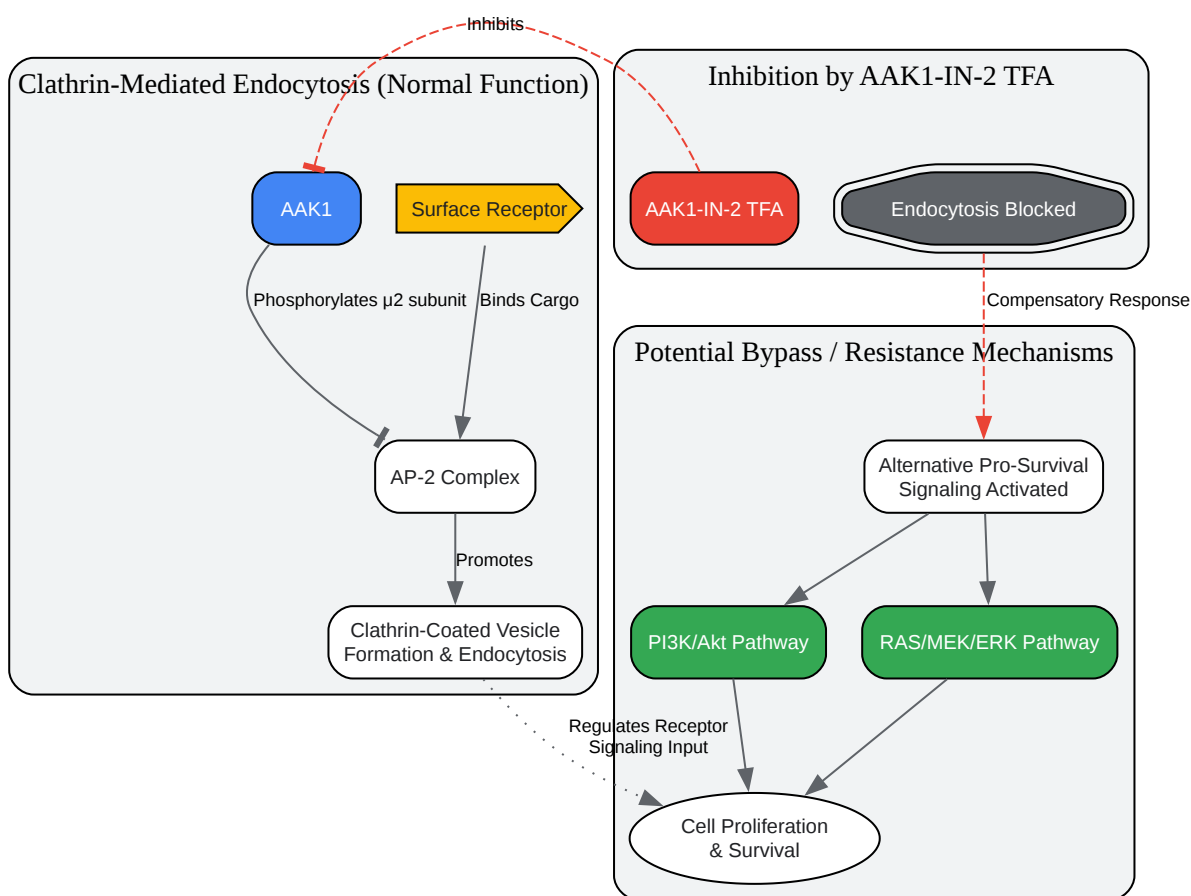 Inhibits
Clathrin-Mediated Endocytosis (Normal Function)
Inhibition by AAK1-IN-2 TFA
AAK1
Surface Receptor
AAK1-IN-2 TFA
Endocytosis Blocked
Phosphorylates μ2 subunit
Binds Cargo
Compensatory Response
Potential Bypass / Resistance Mechanisms
AP-2 Complex
Alternative Pro-Survival
Signaling Activated
Promotes
Clathrin-Coated Vesicle
Formation & Endocytosis
PI3K/Akt Pathway
RAS/MEK/ERK Pathway
Regulates Receptor
Signaling Input
Cell Proliferation
& Survival